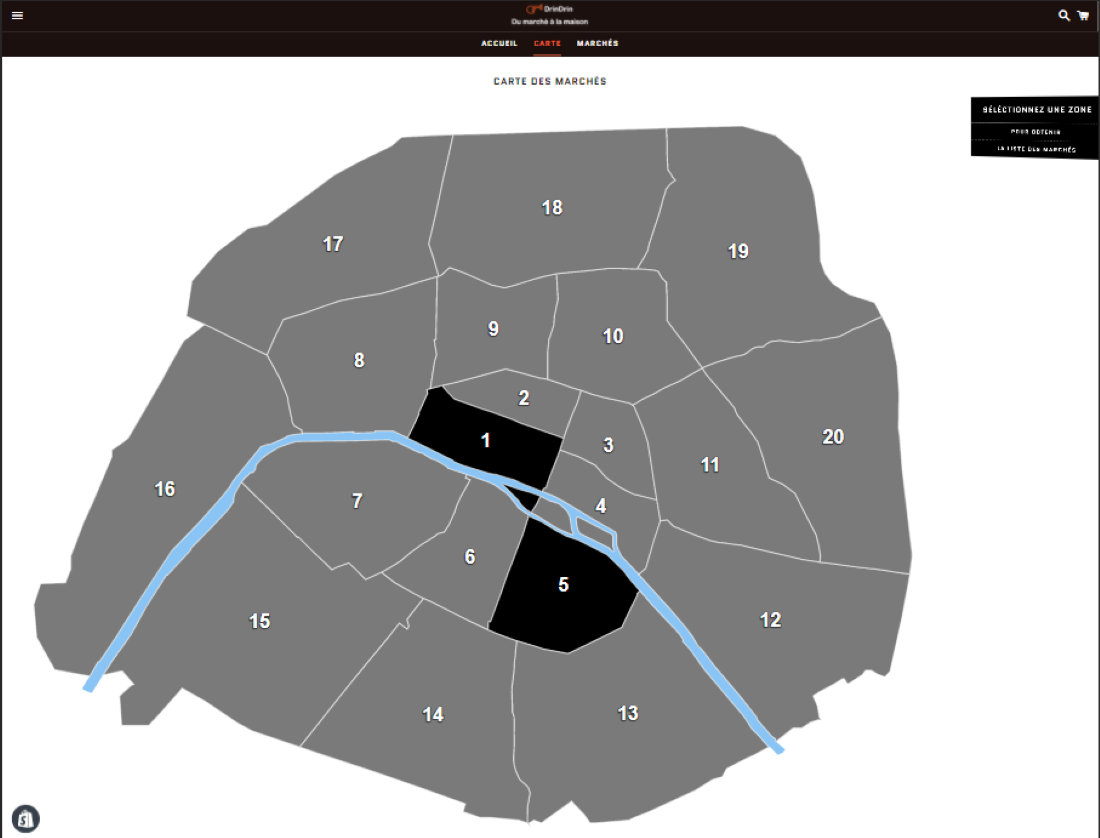 DrinDrin
Du marché à la maison
ACCUEIL CARTE MARCHÉS
CARTE DES MARCHÉS
SÉLÉCTIONNEZ UNE ZONE
POUR OBTENIR
LA LISTE DES MARCHÉS
18
17
19
9
10
8
2
20
1
3
11
16
7
4
6
5
15
12
14
13